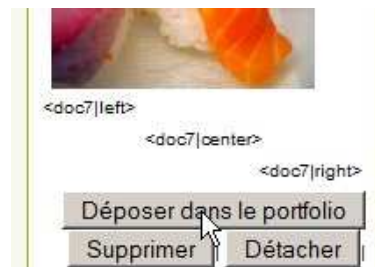 <doc7|left>
<doc7|center>
<doc7|right>
Déposer dans le portfolio
Supprimer Détacher